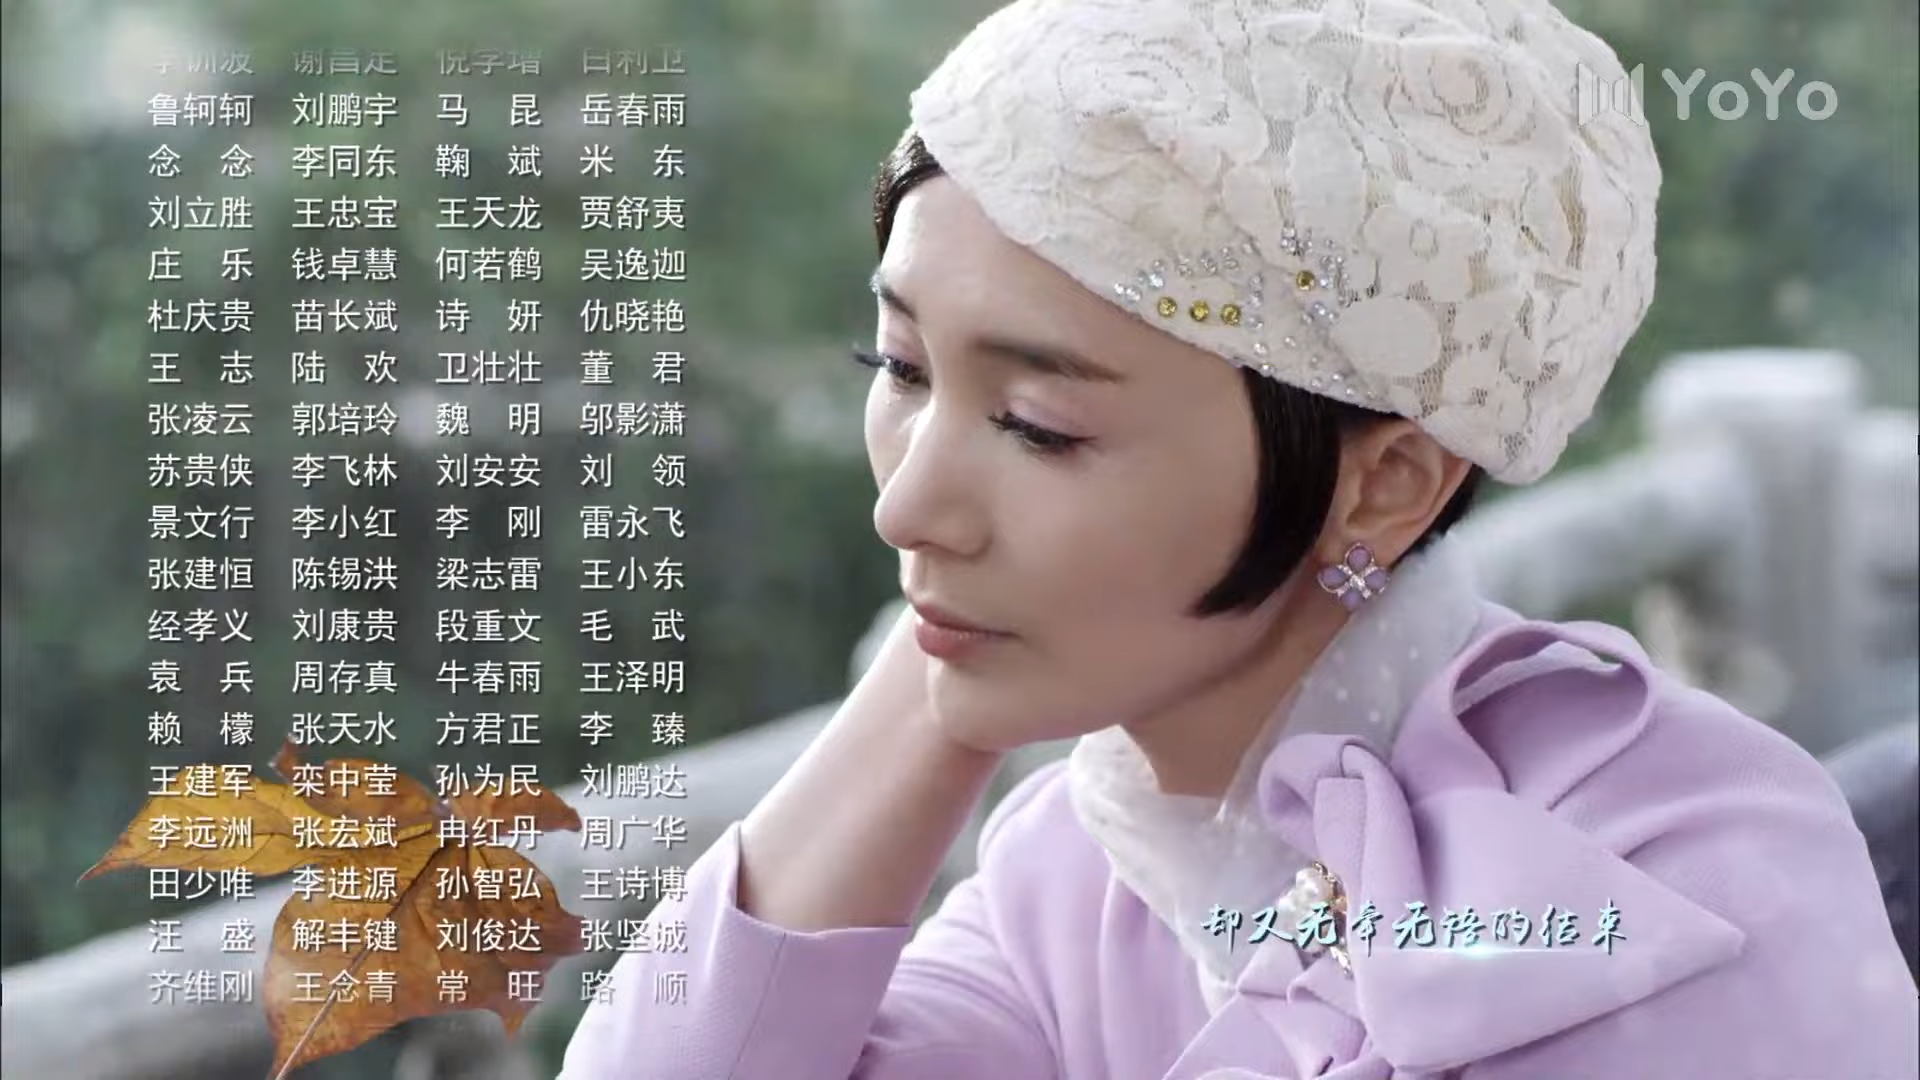 YoYo
鲁轲轲 刘鹏宇 马 昆 岳春雨
念 念 李同东 鞠 斌 米 东
刘立胜 王忠宝 王天龙 贾舒夷
庄 乐 钱卓慧 何若鹤 吴逸迦
杜庆贵 苗长斌 诗 妍 仇晓艳
王 志 陆 欢 卫壮壮 董 君
张凌云 郭培玲 魏 明 邬影潇
苏贵侠 李飞林 刘安安 刘 领
景文行 李小红 李 刚 雷永飞
张建恒 陈锡洪 梁志雷 王小东
经孝义 刘康贵 段重文 毛 武
袁 兵 周存真 牛春雨 王泽明
赖 檬 张天水 方君正 李 臻
王建军 栾中莹 孙为民 刘鹏达
李远洲 张宏斌 冉红丹 周广华
田少唯 李进源 孙智弘 王诗博
汪 盛 解丰键 刘俊达 张坚诚
齐维刚 王念青 常 旺 路 顺
却又无牵无牾的结束